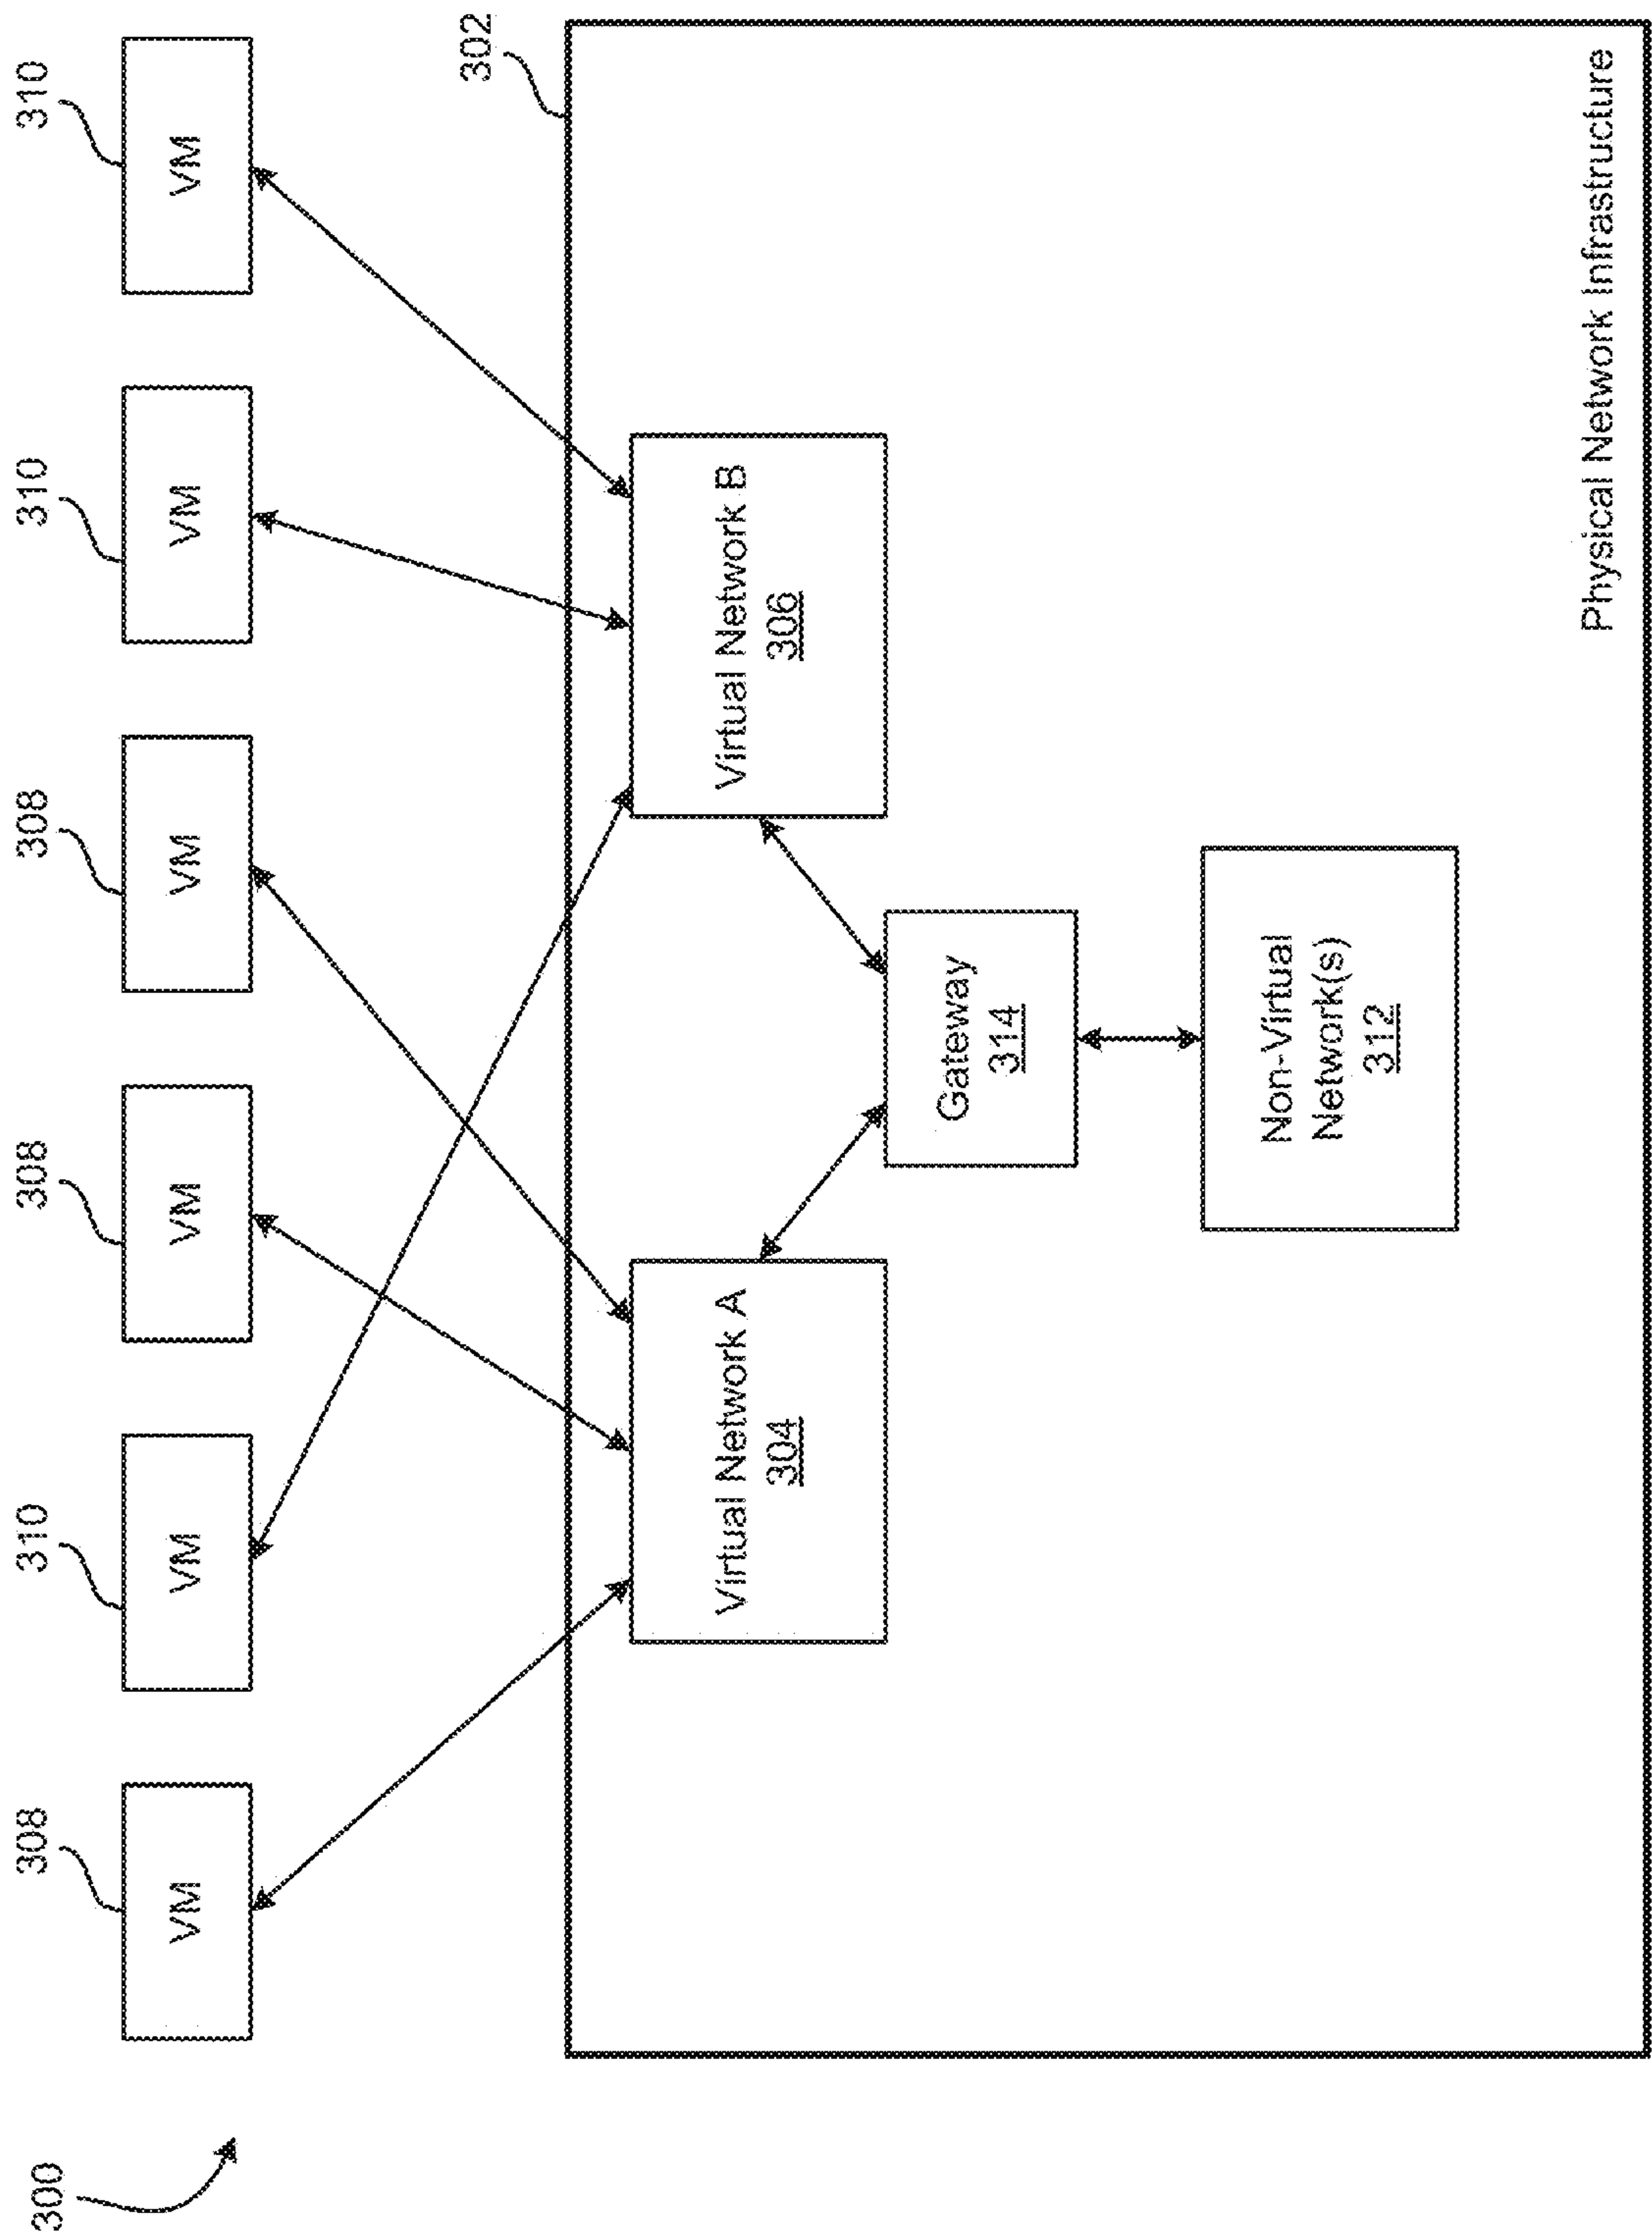 300
308
310
308
308
310
310
VM
VM
VM
VM
VM
VM
302
Virtual Network A
304
Virtual Network B
306
Gateway
314
Non-Virtual
Network(s)
312
Physical Network Infrastructure